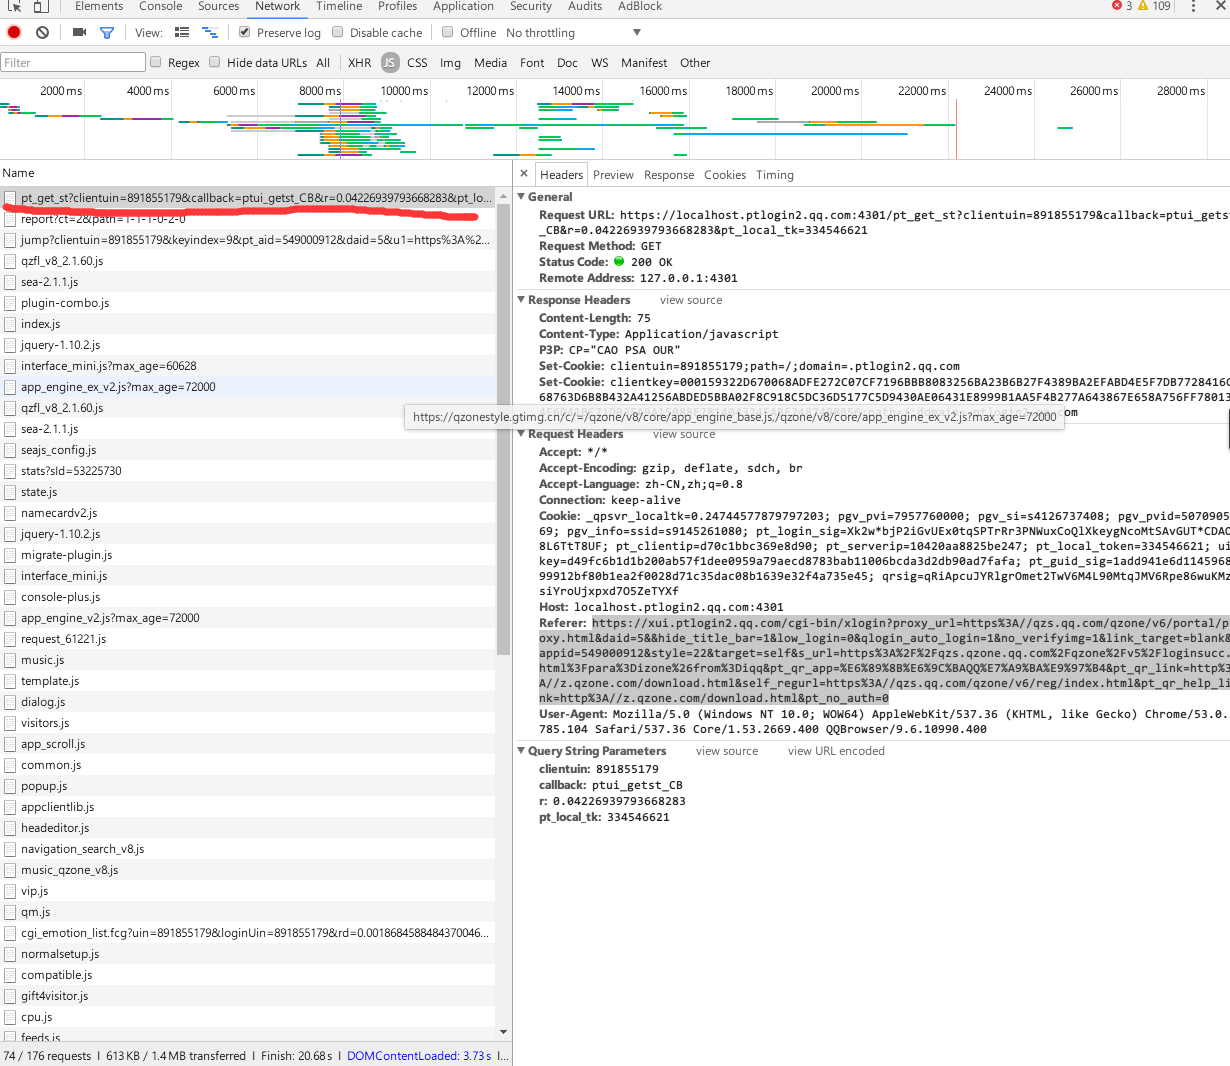 Elements Console Sources Network Timeline Profiles Application Security Audits AdBlock 3 109
View: Preserve log Disable cache Offline No throttling
Filter Regex Hide data URLs All XHR JS CSS Img Media Font Doc WS Manifest Other
2000 ms 4000 ms 6000 ms 8000 ms 10000 ms 12000 ms 14000 ms 16000 ms 18000 ms 20000 ms 22000 ms 24000 ms 26000 ms 28000 ms
Name
pt_get_st?clientuin=891855179&callback=ptui_getst_CB&r=0.04226939793668283&pt_lo...
report?ct=2&path=1-1-1-0-2-0
jump?clientuin=891855179&keyindex=9&pt_aid=549000912&daid=5&u1=https%3A%2...
qzfl_v8_2.1.60.js
sea-2.1.1.js
plugin-combo.js
index.js
jquery-1.10.2.js
interface_mini.js?max_age=60628
app_engine_ex_v2.js?max_age=72000
qzfl_v8_2.1.60.js
sea-2.1.1.js
seajs_config.js
stats?sId=53225730
state.js
namecardv2.js
jquery-1.10.2.js
migrate-plugin.js
interface_mini.js
console-plus.js
app_engine_v2.js?max_age=72000
request_61221.js
music.js
template.js
dialog.js
visitors.js
app_scroll.js
common.js
popup.js
appclientlib.js
headeditor.js
navigation_search_v8.js
music_qzone_v8.js
vip.js
qm.js
cgi_emotion_list.fcg?uin=891855179&loginUin=891855179&rd=0.0018684588484370046...
normalsetup.js
compatible.js
gift4visitor.js
cpu.js
feeds.js
74 / 176 requests | 613 KB / 1.4 MB transferred | Finish: 20.68 s | DOMContentLoaded: 3.73 s | L...
× Headers Preview Response Cookies Timing
General
Request URL: https://localhost.ptlogin2.qq.com:4301/pt_get_st?clientuin=891855179&callback=ptui_getst
_CB&r=0.04226939793668283&pt_local_tk=334546621
Request Method: GET
Status Code: 200 OK
Remote Address: 127.0.0.1:4301
Response Headers view source
Content-Length: 75
Content-Type: Application/javascript
P3P: CP="CAO PSA OUR"
Set-Cookie: clientuin=891855179;path=/;domain=.ptlogin2.qq.com
Set-Cookie: clientkey=000159322D670068ADFE272C07CF7196BBB8083256BA23B6B27F4389BA2EFABD4E5F7DB7728416C
68763D6B8B432A41256ABDED5BBA02F8C918C5DC36D5177C5D9430AE06431E8999B1AA5F4B277A643867E658A756FF78013
om
https://qzonestyle.gtimg.cn/c/=/qzone/v8/core/app_engine_base.js,/qzone/v8/core/app_engine_ex_v2.js?max_age=72000
Request Headers view source
Accept: */*
Accept-Encoding: gzip, deflate, sdch, br
Accept-Language: zh-CN,zh;q=0.8
Connection: keep-alive
Cookie: _qpsvr_localtk=0.24744577879797203; pgv_pvi=7957760000; pgv_si=s4126737408; pgv_pvid=5070905
69; pgv_info=ssid=s9145261080; pt_login_sig=Xk2w*bjP2iGvUEx0tqSPTrRr3PNWuxCoQlXkeygNcoMtSAvGUT*CDAO
8L6TtT8UF; pt_clientip=d70c1bbc369e8d90; pt_serverip=10420aa8825be247; pt_local_token=334546621; ui
key=d49fc6b1d1b200ab57f1dee0959a79aecd8783bab11006bcda3d2db90ad7fafa; pt_guid_sig=1add941e6d1145968
99912bf80b1ea2f0028d71c35dac08b1639e32f4a735e45; qrsig=qRiApcuJYRlgrOmet2TwV6M4L90MtqJMV6Rpe86wuKMz
siYroUjxpxd7O5ZeTYXf
Host: localhost.ptlogin2.qq.com:4301
Referer: https://xui.ptlogin2.qq.com/cgi-bin/xlogin?proxy_url=https%3A//qzs.qq.com/qzone/v6/portal/pr
oxy.html&daid=5&&hide_title_bar=1&low_login=0&qlogin_auto_login=1&no_verifyimg=1&link_target=blank&
appid=549000912&style=22&target=self&s_url=https%3A%2F%2Fqzs.qzone.qq.com%2Fqzone%2Fv5%2Floginsucc.
html%3Fpara%3Dizone%26from%3Diqq&pt_qr_app=%E6%89%8B%E6%9C%BAQQ%E7%A9%BA%E9%97%B4&pt_qr_link=http%3
A//z.qzone.com/download.html&self_regurl=https%3A//qzs.qq.com/qzone/v6/reg/index.html&pt_qr_help_li
nk=http%3A//z.qzone.com/download.html&pt_no_auth=0
User-Agent: Mozilla/5.0 (Windows NT 10.0; WOW64) AppleWebKit/537.36 (KHTML, like Gecko) Chrome/53.0.2
785.104 Safari/537.36 Core/1.53.2669.400 QQBrowser/9.6.10990.400
Query String Parameters view source view URL encoded
clientuin: 891855179
callback: ptui_getst_CB
r: 0.04226939793668283
pt_local_tk: 334546621